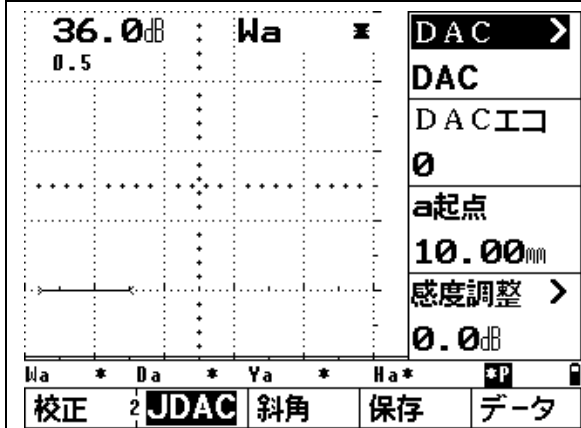 36.0dB Wa
0.5
DAC >
DAC
DACエコ
0
a起点
10.00mm
感度調整 >
0.0dB
Wa * Da * Ya * Ha* *P
校正 2 JDAC 斜角 保存 データ